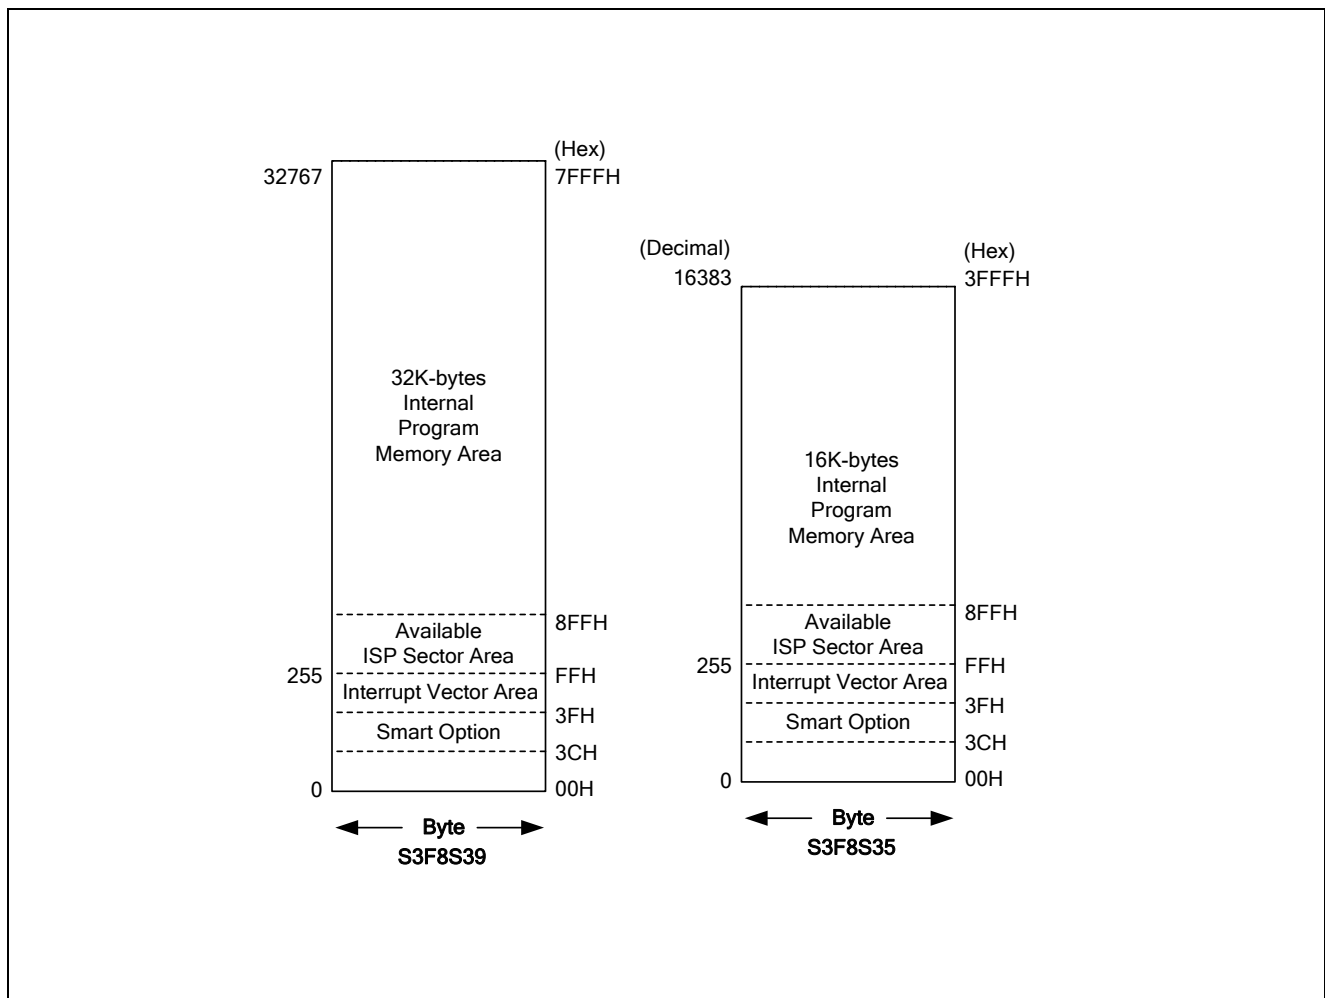 (Hex)
32767
7FFFH
32K-bytes
Internal
Program
Memory Area
8FFH
Available
ISP Sector Area
255
FFH
Interrupt Vector Area
3FH
Smart Option
3CH
0
00H
Byte
S3F8S39
(Decimal)
(Hex)
16383
3FFFH
16K-bytes
Internal
Program
Memory Area
8FFH
Available
ISP Sector Area
255
FFH
Interrupt Vector Area
3FH
Smart Option
3CH
0
00H
Byte
S3F8S35